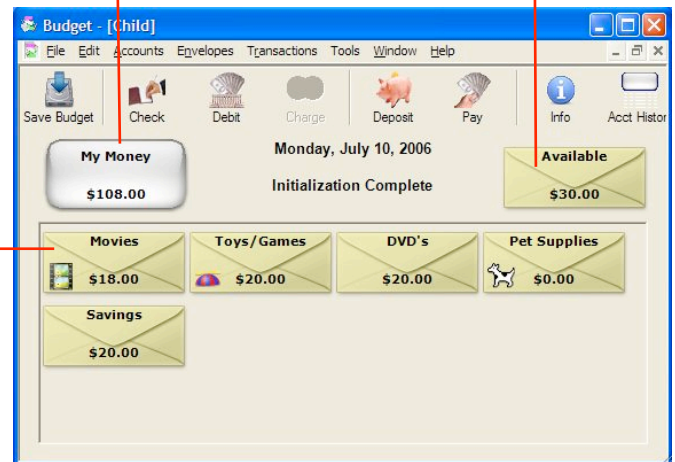 Budget - [Child]
File Edit Accounts Envelopes Transactions Tools Window Help
Save Budget Check Debit Charge Deposit Pay Info Acct Histor
My Money
$108.00
Monday, July 10, 2006
Initialization Complete
Available
$30.00
Movies
$18.00
Toys/Games
$20.00
DVD's
$20.00
Pet Supplies
$0.00
Savings
$20.00